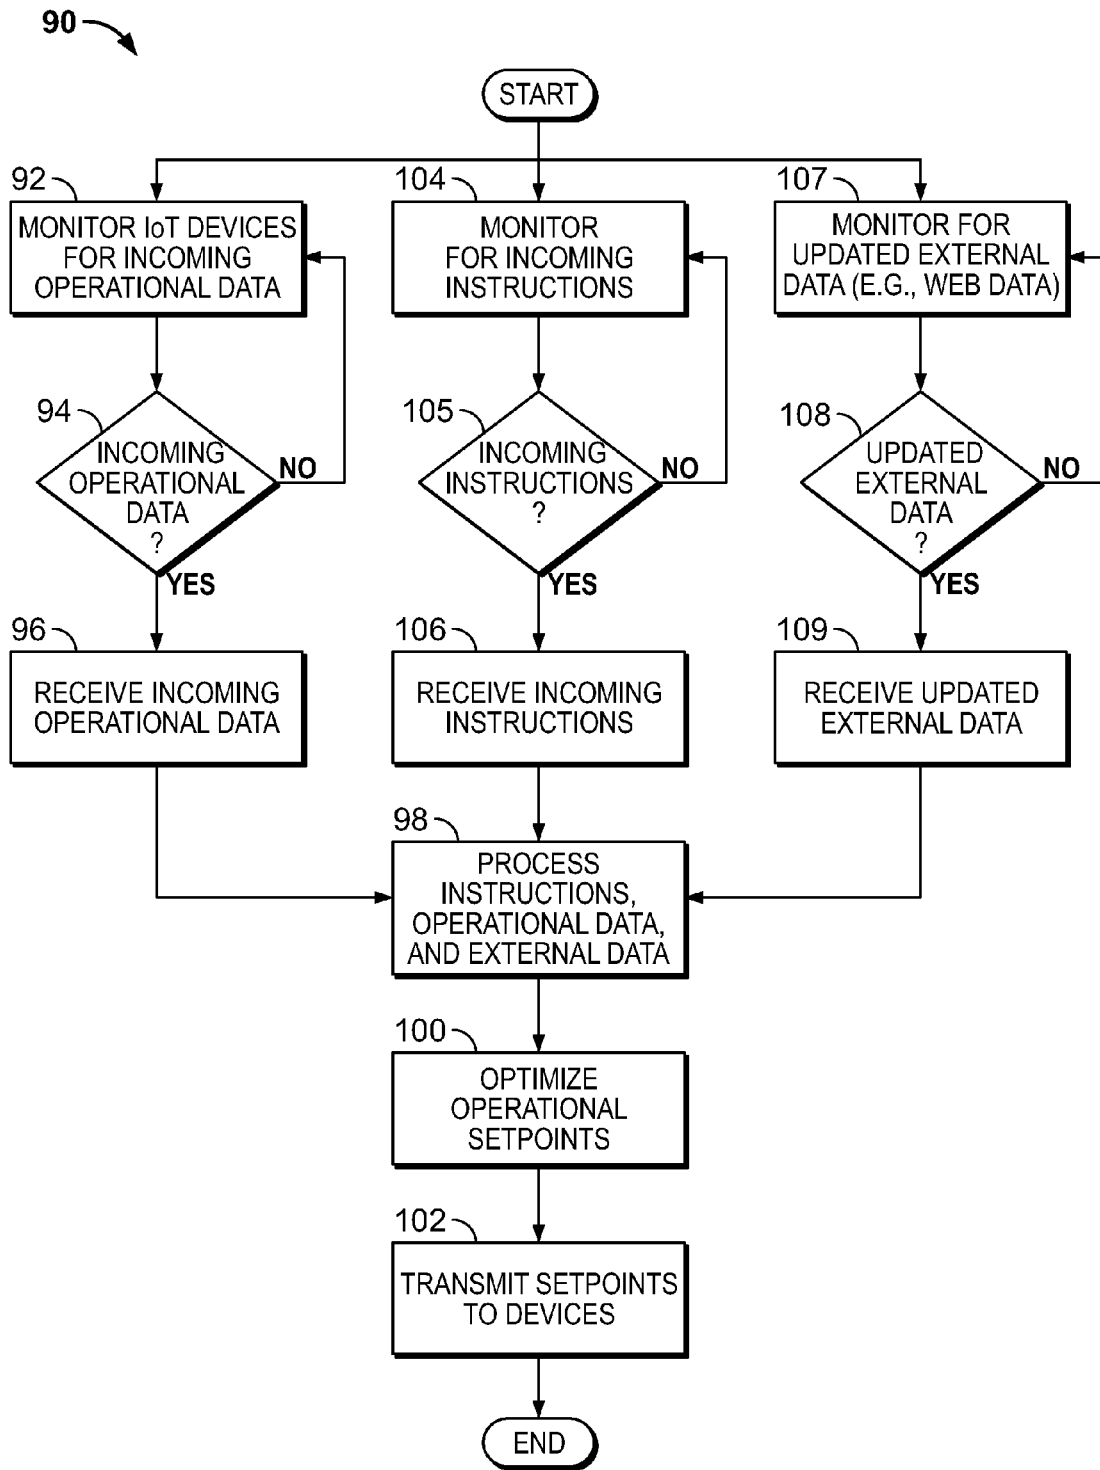 90
START
92
MONITOR IoT DEVICES
FOR INCOMING
OPERATIONAL DATA
104
MONITOR
FOR INCOMING
INSTRUCTIONS
107
MONITOR FOR
UPDATED EXTERNAL
DATA (E.G., WEB DATA)
94
INCOMING
OPERATIONAL
DATA
?
NO
YES
105
INCOMING
INSTRUCTIONS
?
NO
YES
108
UPDATED
EXTERNAL
DATA
?
NO
YES
96
RECEIVE INCOMING
OPERATIONAL DATA
106
RECEIVE INCOMING
INSTRUCTIONS
109
RECEIVE UPDATED
EXTERNAL DATA
98
PROCESS
INSTRUCTIONS,
OPERATIONAL DATA,
AND EXTERNAL DATA
100
OPTIMIZE
OPERATIONAL
SETPOINTS
102
TRANSMIT SETPOINTS
TO DEVICES
END